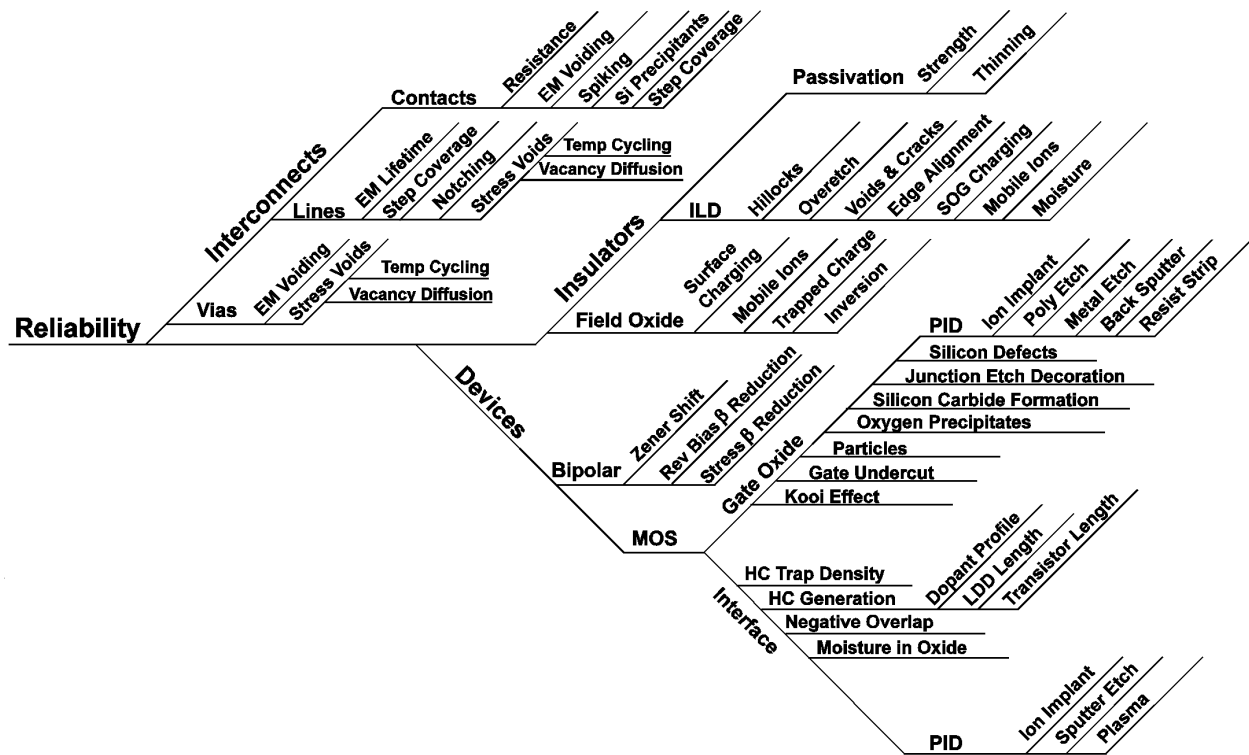 Reliability
Interconnects
Contacts
Resistance
EM Voiding
Spiking
Si Precipitants
Step Coverage
Lines
EM Lifetime
Step Coverage
Notching
Stress Voids
Temp Cycling
Vacancy Diffusion
Vias
EM Voiding
Stress Voids
Temp Cycling
Vacancy Diffusion
Insulators
Passivation
Strength
Thinning
ILD
Hillocks
Overetch
Voids & Cracks
Edge Alignment
SOG Charging
Mobile Ions
Moisture
Field Oxide
Surface
Charging
Mobile Ions
Trapped Charge
Inversion
Devices
Bipolar
Zener Shift
Rev Bias β Reduction
Stress β Reduction
MOS
Gate Oxide
PID
Ion Implant
Poly Etch
Metal Etch
Back Sputter
Resist Strip
Silicon Defects
Junction Etch Decoration
Silicon Carbide Formation
Oxygen Precipitates
Particles
Gate Undercut
Kooi Effect
Interface
HC Trap Density
HC Generation
Dopant Profile
LDD Length
Transistor Length
Negative Overlap
Moisture in Oxide
PID
Ion Implant
Sputter Etch
Plasma